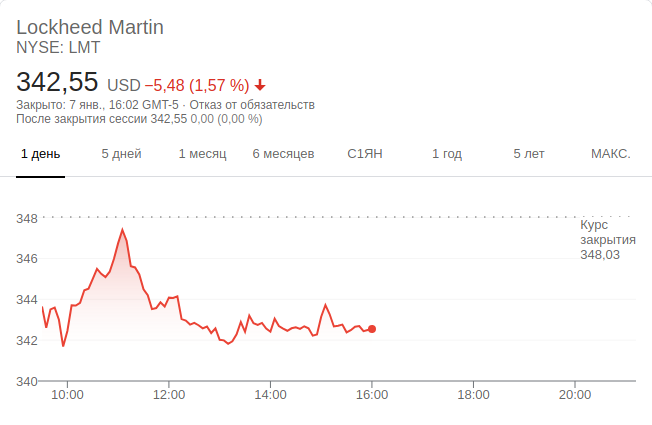 Lockheed Martin
NYSE: LMT
342,55 USD −5,48 (1,57 %)
Закрыто: 7 янв., 16:02 GMT-5 · Отказ от обязательств
После закрытия сессии 342,55 0,00 (0,00 %)
1 день 5 дней 1 месяц 6 месяцев С1ЯН 1 год 5 лет МАКС.
348
Курс
закрытия
348,03
346
344
342
340
10:00 12:00 14:00 16:00 18:00 20:00